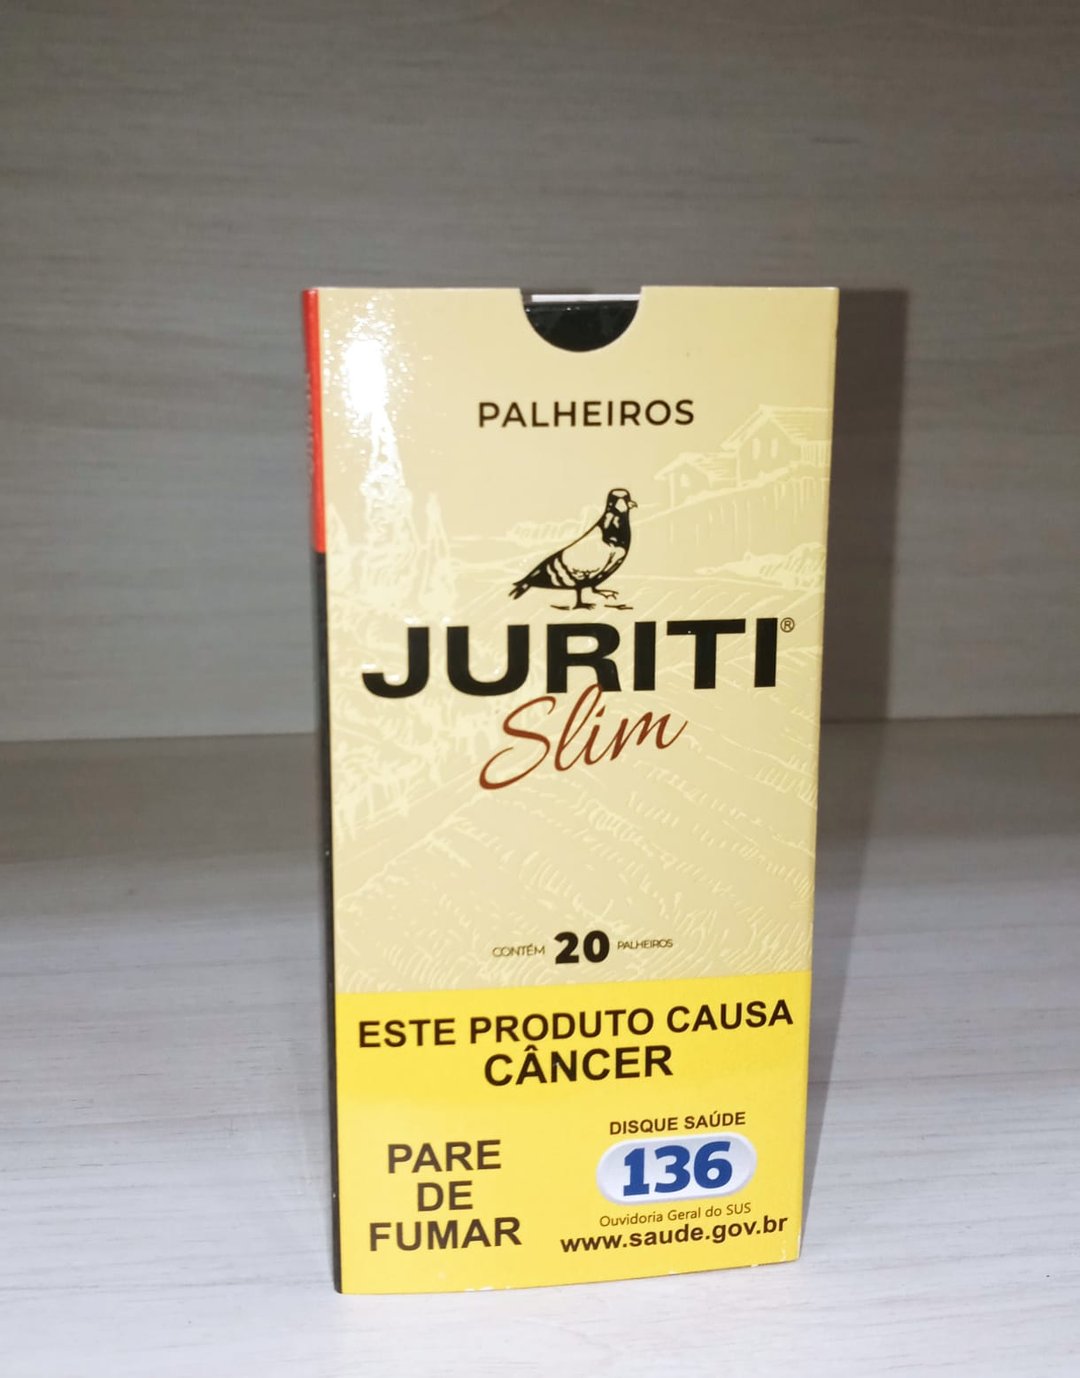 PALHEIROS
JURITI®
Slim
CONTÉM 20 PALHEIROS
ESTE PRODUTO CAUSA
CÂNCER
PARE
DE
FUMAR
DISQUE SAÚDE
136
Ouvidoria Geral do SUS
www.saude.gov.br